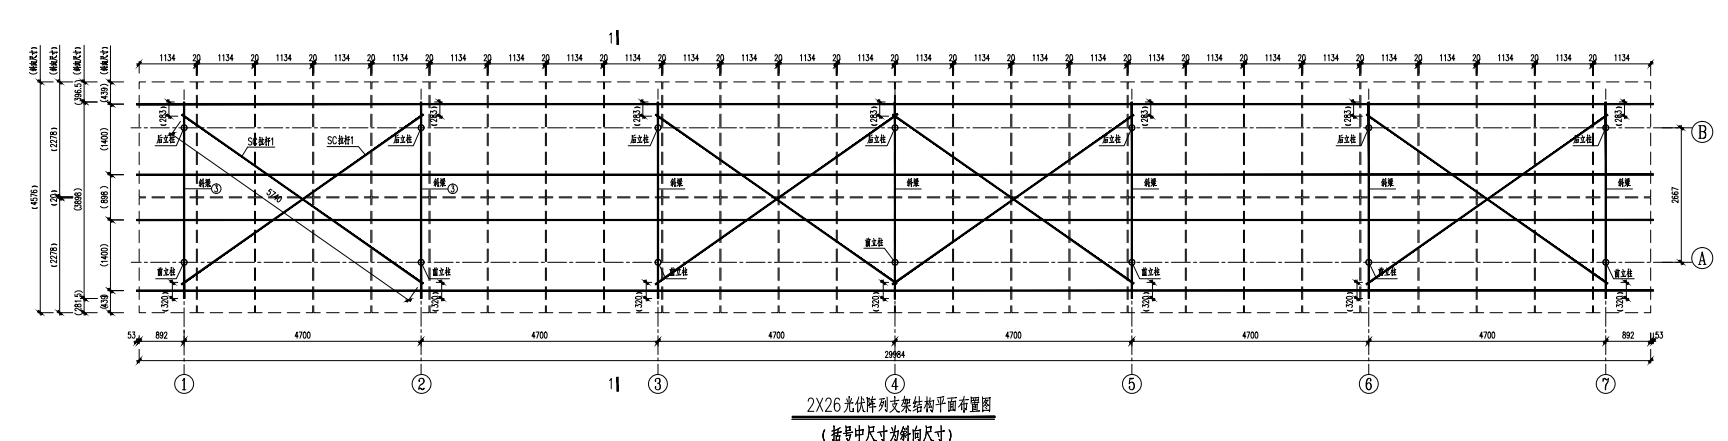 1
1134 20 1134 20 1134 20 1134 20 1134 20 1134 20 1134 20 1134 20 1134 20 1134 20 1134 20 1134 20 1134 20 1134 20 1134 20 1134 20 1134 20 1134 20 1134 20 1134 20 1134 20 1134 20 1134 20 1134 20 1134 20 1134
(斜向尺寸) (斜向尺寸) (斜向尺寸) (斜向尺寸)
(396.5) (439)
(283) (283) (283) (283) (283) (283) (283)
(2278) (1400)
后立柱 SC拉杆1 SC拉杆1 后立柱 后立柱 后立柱 后立柱 后立柱 后立柱
B
(4576) (20) (3898) (898)
斜梁 3 5740 斜梁 3 斜梁 斜梁 斜梁 斜梁 斜梁
2667
(2278) (1400)
前立柱 前立柱 前立柱 前立柱 前立柱 前立柱 前立柱
A
(281.5) (439)
(320) (320) (320) (320) (320) (320) (320)
53 892 4700 4700 4700 4700 4700 4700 892 53
29984
1 2 1 3 4 5 6 7
2X26光伏阵列支架结构平面布置图
(括号中尺寸为斜向尺寸)